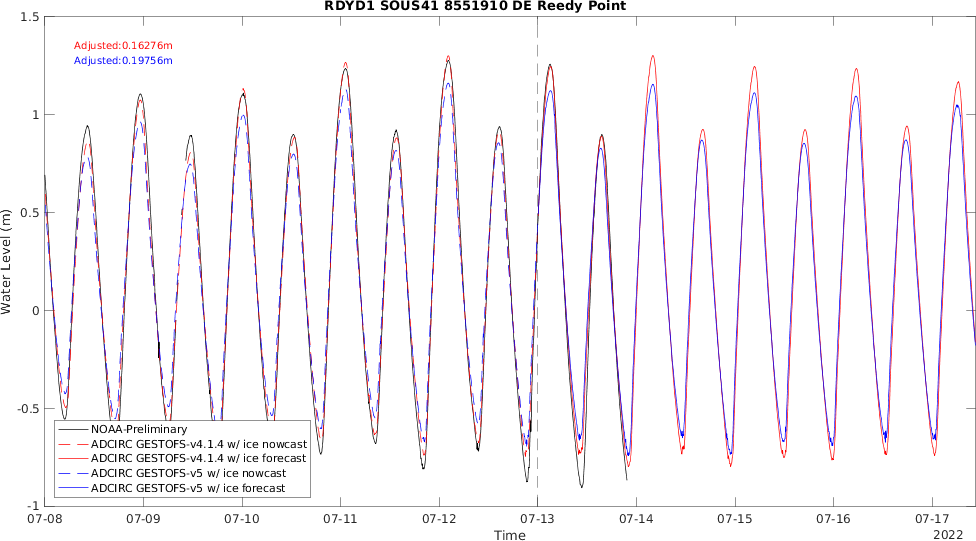 RDYD1 SOUS41 8551910 DE Reedy Point
Adjusted:0.16276m
Adjusted:0.19756m
1.5
1
0.5
0
-0.5
-1
Water Level (m)
NOAA-Preliminary
ADCIRC GESTOFS-v4.1.4 w/ ice nowcast
ADCIRC GESTOFS-v4.1.4 w/ ice forecast
ADCIRC GESTOFS-v5 w/ ice nowcast
ADCIRC GESTOFS-v5 w/ ice forecast
07-08 07-09 07-10 07-11 07-12 07-13 07-14 07-15 07-16 07-17
Time
2022